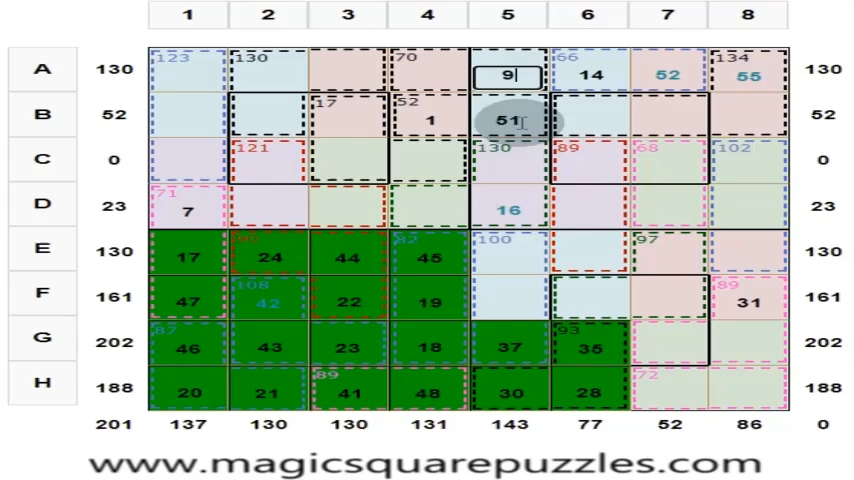 1 2 3 4 5 6 7 8
123 130 70 66 134
A 130 9 14 52 55 130
17 52
B 52 1 51 52
121 130 89 68 102
C 0 0
71
D 23 7 16 23
82 100 97
E 130 17 24 44 45 130
108 89
F 161 47 42 22 19 31 161
87 93
G 202 46 43 23 18 37 35 202
89 72
H 188 20 21 41 48 30 28 188
201 137 130 130 131 143 77 52 86 0
www.magicsquarepuzzles.com